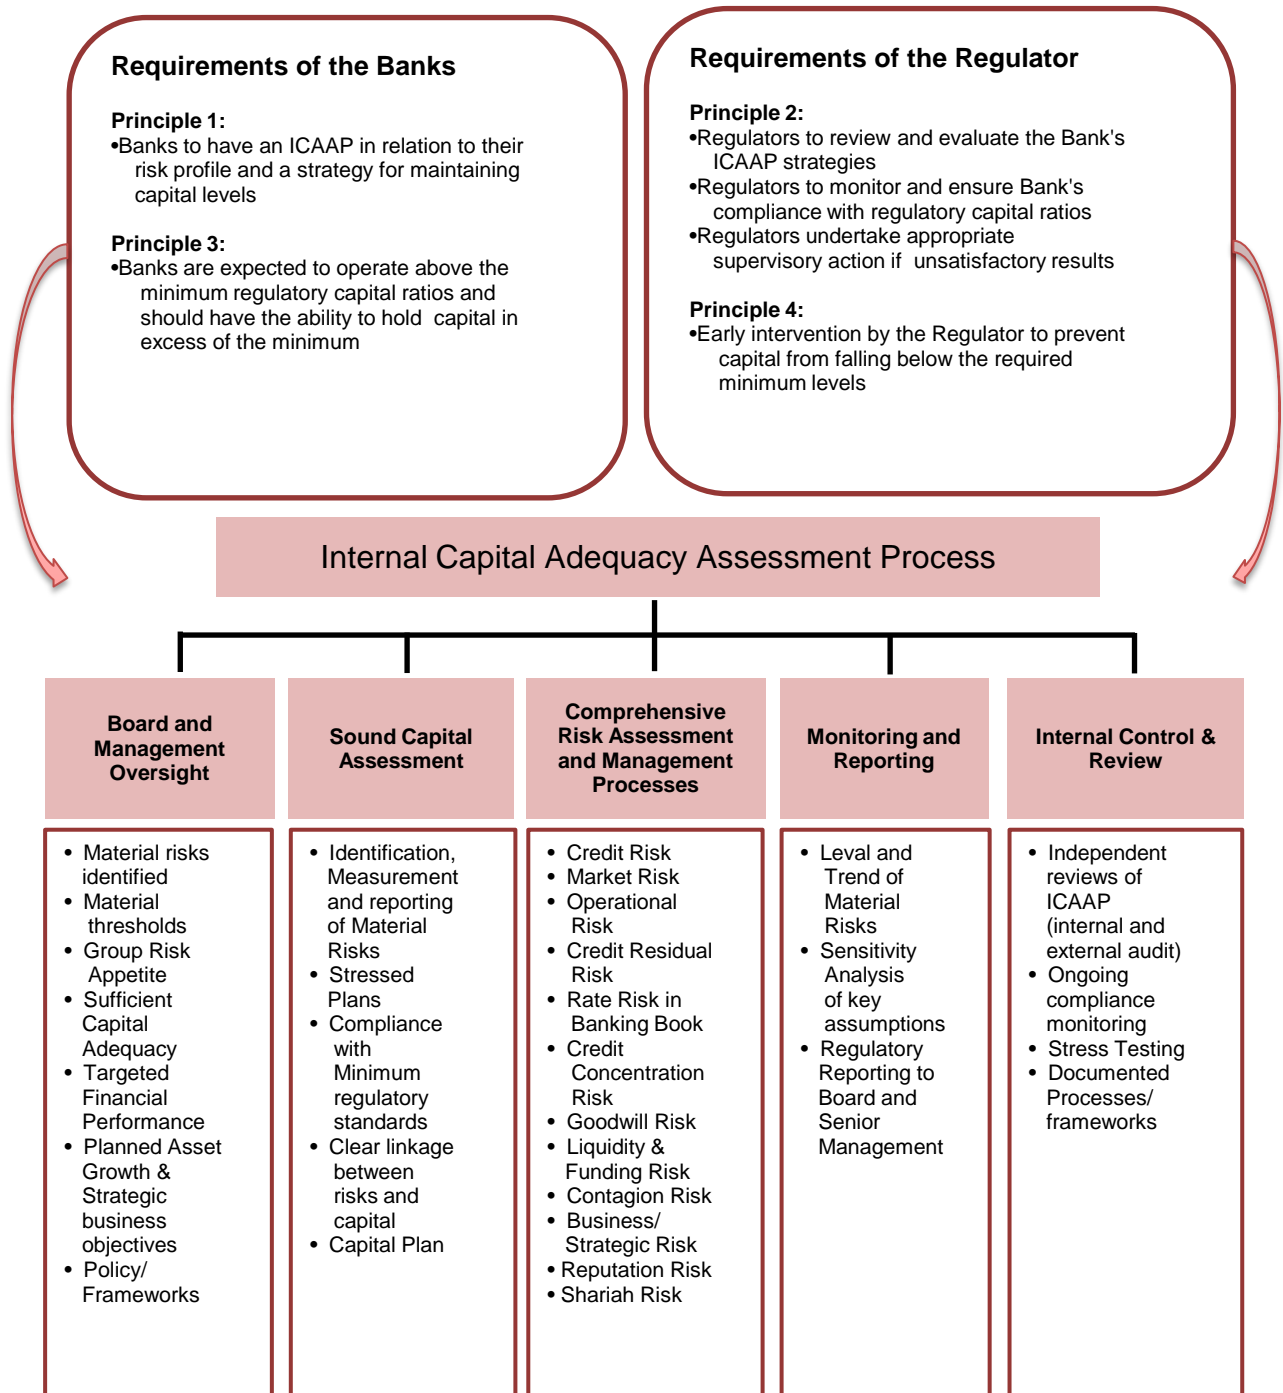 Requirements of the Banks
Principle 1:
•Banks to have an ICAAP in relation to their
risk profile and a strategy for maintaining
capital levels
Principle 3:
•Banks are expected to operate above the
minimum regulatory capital ratios and
should have the ability to hold capital in
excess of the minimum
Requirements of the Regulator
Principle 2:
•Regulators to review and evaluate the Bank's
ICAAP strategies
•Regulators to monitor and ensure Bank's
compliance with regulatory capital ratios
•Regulators undertake appropriate
supervisory action if unsatisfactory results
Principle 4:
•Early intervention by the Regulator to prevent
capital from falling below the required
minimum levels
Internal Capital Adequacy Assessment Process
Board and
Management
Oversight
• Material risks
identified
• Material
thresholds
• Group Risk
Appetite
• Sufficient
Capital
Adequacy
• Targeted
Financial
Performance
• Planned Asset
Growth &
Strategic
business
objectives
• Policy/
Frameworks
Sound Capital
Assessment
• Identification,
Measurement
and reporting
of Material
Risks
• Stressed
Plans
• Compliance
with
Minimum
regulatory
standards
• Clear linkage
between
risks and
capital
• Capital Plan
Comprehensive
Risk Assessment
and Management
Processes
• Credit Risk
• Market Risk
• Operational
Risk
• Credit Residual
Risk
• Rate Risk in
Banking Book
• Credit
Concentration
Risk
• Goodwill Risk
• Liquidity &
Funding Risk
• Contagion Risk
• Business/
Strategic Risk
• Reputation Risk
• Shariah Risk
Monitoring and
Reporting
• Leval and
Trend of
Material
Risks
• Sensitivity
Analysis
of key
assumptions
• Regulatory
Reporting to
Board and
Senior
Management
Internal Control &
Review
• Independent
reviews of
ICAAP
(internal and
external audit)
• Ongoing
compliance
monitoring
• Stress Testing
• Documented
Processes/
frameworks